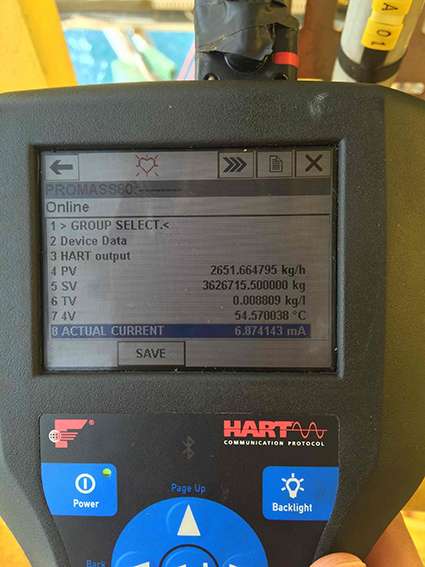 A
01
PROMASS80:
Online
1 > GROUP SELECT.<
2 Device Data
3 HART output
4 PV 2651.664795 kg/h
5 SV 3626715.500000 kg
6 TV 0.008809 kg/l
7 4V 54.570038 °C
8 ACTUAL CURRENT 6.874143 mA
SAVE
HART
COMMUNICATION PROTOCOL
Power
Page Up
Backlight
Back